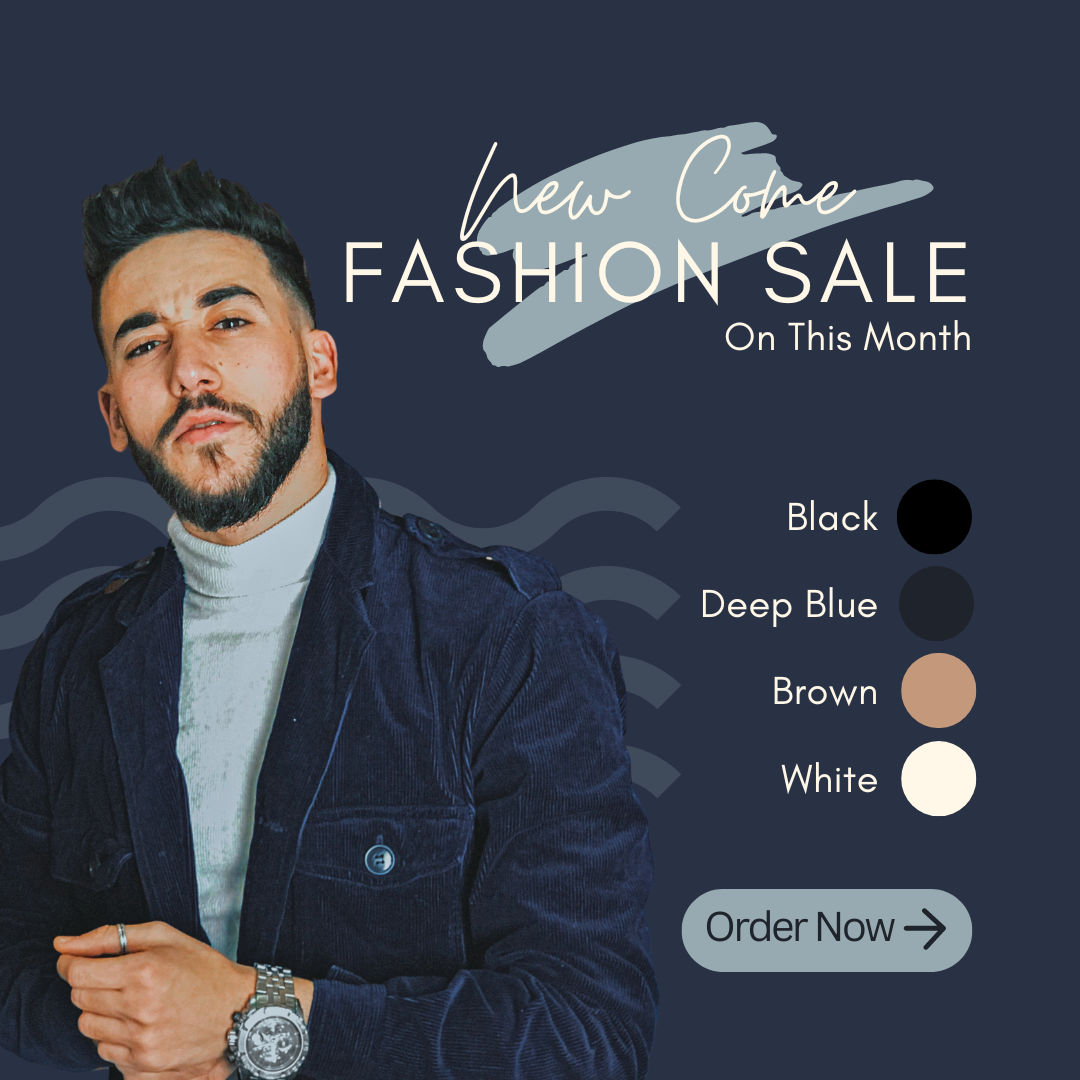 New Come
FASHION SALE
On This Month
Black
Deep Blue
Brown
White
Order Now